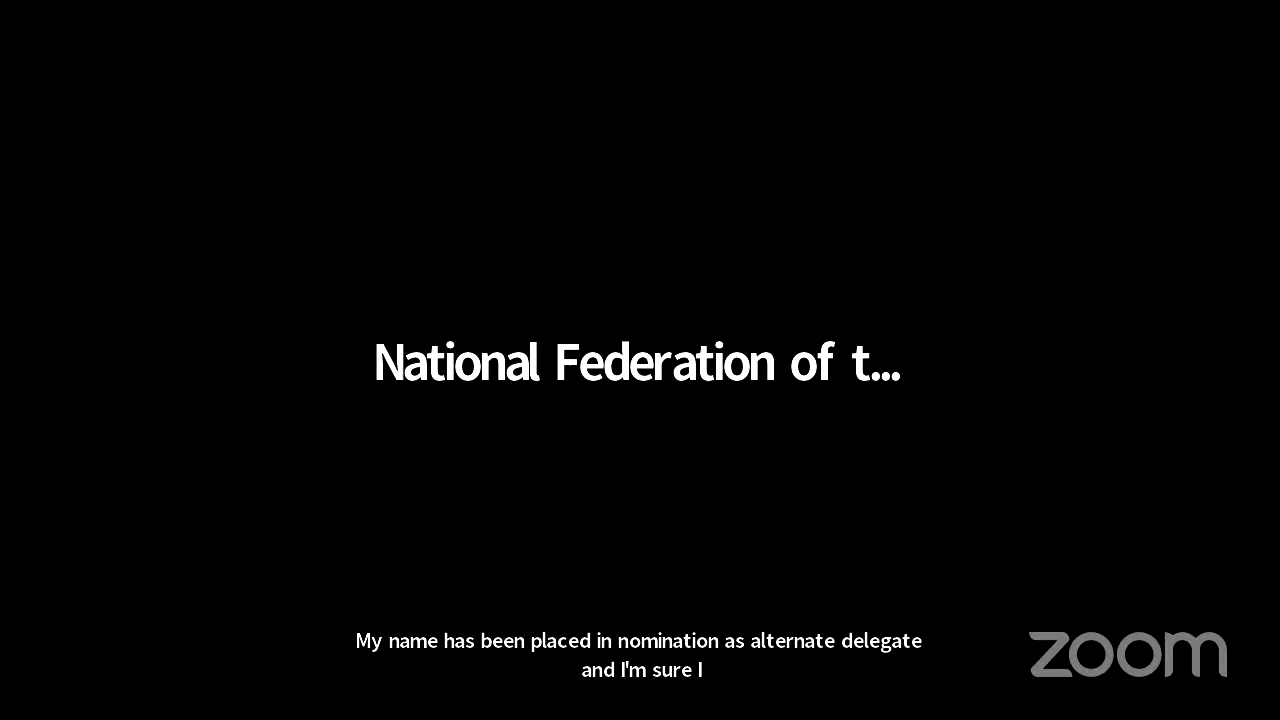 National Federation of t...
My name has been placed in nomination as alternate delegate
and I'm sure I
zoom